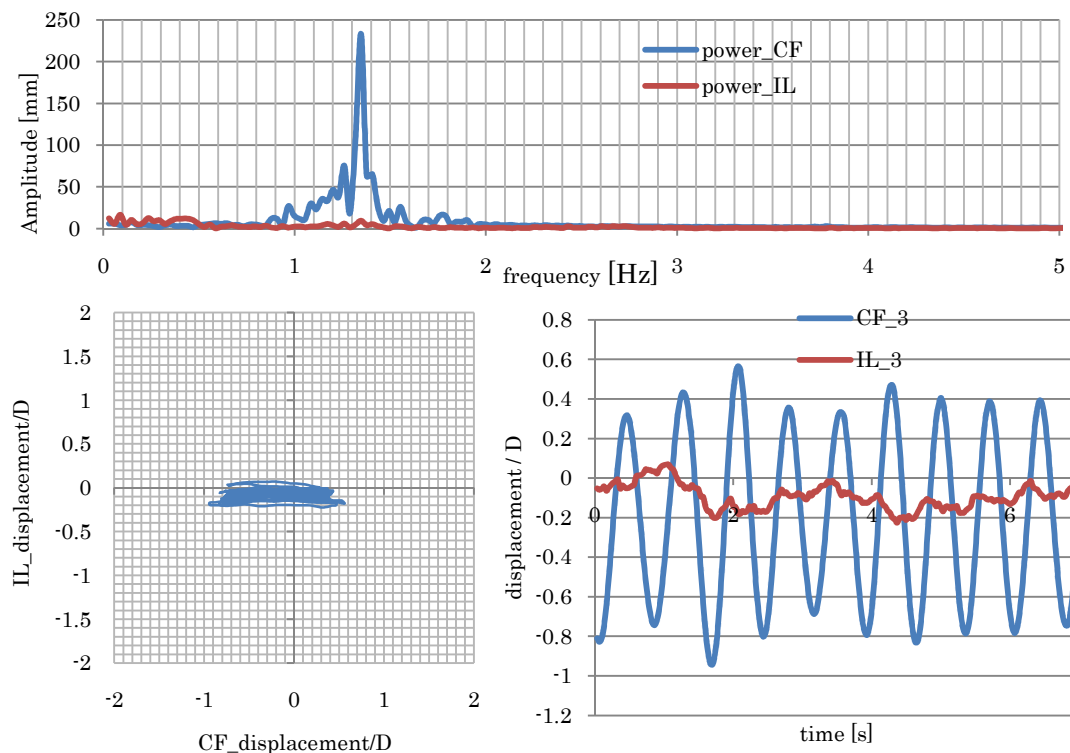 250
200
150
100
50
0
Amplitude [mm]
power_CF
power_IL
0 1 2 3 4 5
frequency [Hz]
2
1.5
1
0.5
0
-0.5
-1
-1.5
-2
IL_displacement/D
-2 -1 0 1 2
CF_displacement/D
0.8
0.6
0.4
0.2
0
-0.2
-0.4
-0.6
-0.8
-1
-1.2
displacement / D
CF_3
IL_3
0 2 4 6
time [s]